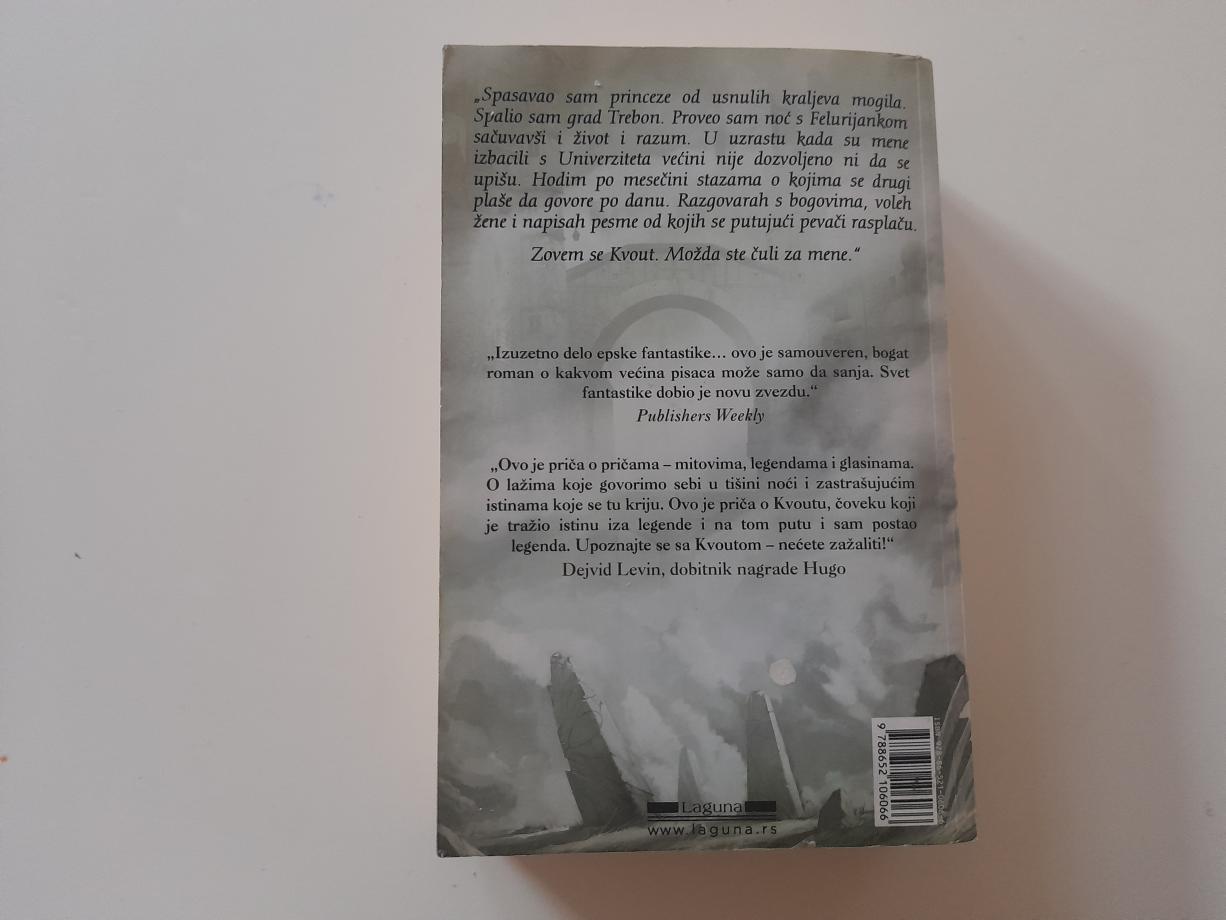 „Spasavao sam princeze od usnulih kraljeva mogila.
Spalio sam grad Trebon. Proveo sam noć s Felurijankom
sačuvavši i život i razum. U uzrastu kada su mene
izbacili s Univerziteta većini nije dozvoljeno ni da se
upišu. Hodim po mesečini stazama o kojima se drugi
plaše da govore po danu. Razgovarah s bogovima, voleh
žene i napisah pesme od kojih se putujući pevači rasplaču.
Zovem se Kvout. Možda ste čuli za mene.“
„Izuzetno delo epske fantastike... ovo je samouveren, bogat
roman o kakvom većina pisaca može samo da sanja. Svet
fantastike dobio je novu zvezdu.“
Publishers Weekly
„Ovo je priča o pričama – mitovima, legendama i glasinama.
O lažima koje govorimo sebi u tišini noći i zastrašujućim
istinama koje se tu kriju. Ovo je priča o Kvoutu, čoveku koji
je tražio istinu iza legende i na tom putu i sam postao
legenda. Upoznajte se sa Kvoutom – nećete zažaliti!“
Dejvid Levin, dobitnik nagrade Hugo
Laguna
www.laguna.rs
9 788652 106066